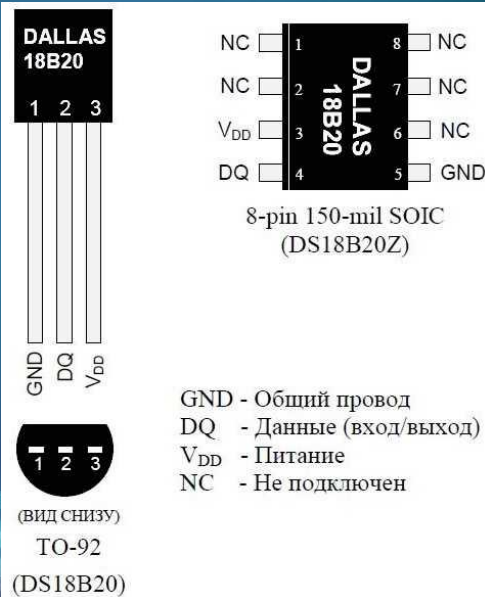 DALLAS
18B20
1 2 3
GND DQ VDD
1 2 3
(ВИД СНИЗУ)
TO-92
(DS18B20)
NC 1 8 NC
NC 2 7 NC
VDD 3 6 NC
DQ 4 5 GND
DALLAS
18B20
8-pin 150-mil SOIC
(DS18B20Z)
GND - Общий провод
DQ - Данные (вход/выход)
VDD - Питание
NC - Не подключен